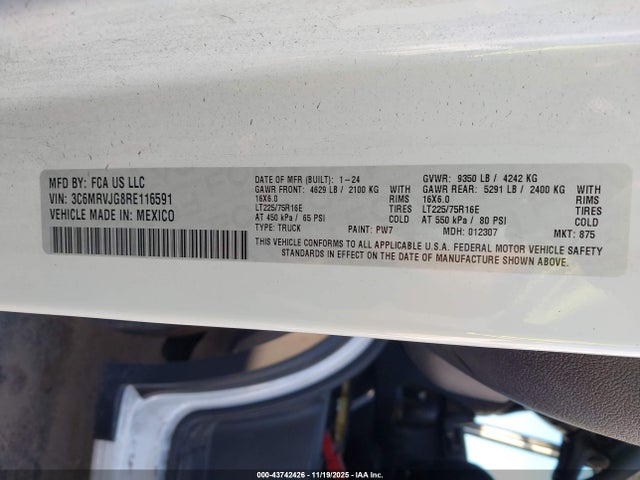 MFD BY: FCA US LLC
VIN: 3C6MRVJG8RE116591
VEHICLE MADE IN: MEXICO
DATE OF MFR (BUILT): 1-24
GAWR FRONT: 4629 LB / 2100 KG
16X6.0 RIMS
LT225/75R16E TIRES
AT 450 kPa / 65 PSI COLD
TYPE: TRUCK PAINT: PW7
GVWR: 9350 LB / 4242 KG
GAWR REAR: 5291 LB / 2400 KG
16X6.0 RIMS
LT225/75R16E TIRES
AT 550 kPa / 80 PSI COLD
MDH: 012307 MKT: 875
THIS VEHICLE CONFORMS TO ALL APPLICABLE U.S.A. FEDERAL MOTOR VEHICLE SAFETY
STANDARDS IN EFFECT ON THE DATE OF MANUFACTURE SHOWN ABOVE.
000-43742426 - 11/19/2025 - IAA Inc.